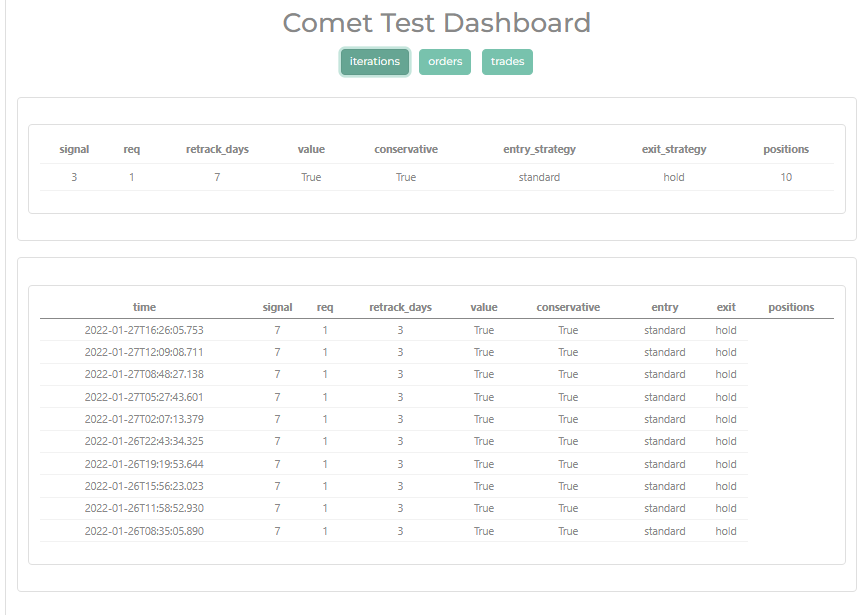 Comet Test Dashboard
iterations orders trades
signal req retrack_days value conservative entry_strategy exit_strategy positions
3 1 7 True True standard hold 10
time signal req retrack_days value conservative entry exit positions
2022-01-27T16:26:05.753 7 1 3 True True standard hold
2022-01-27T12:09:08.711 7 1 3 True True standard hold
2022-01-27T08:48:27.138 7 1 3 True True standard hold
2022-01-27T05:27:43.601 7 1 3 True True standard hold
2022-01-27T02:07:13.379 7 1 3 True True standard hold
2022-01-26T22:43:34.325 7 1 3 True True standard hold
2022-01-26T19:19:53.644 7 1 3 True True standard hold
2022-01-26T15:56:23.023 7 1 3 True True standard hold
2022-01-26T11:58:52.930 7 1 3 True True standard hold
2022-01-26T08:35:05.890 7 1 3 True True standard hold